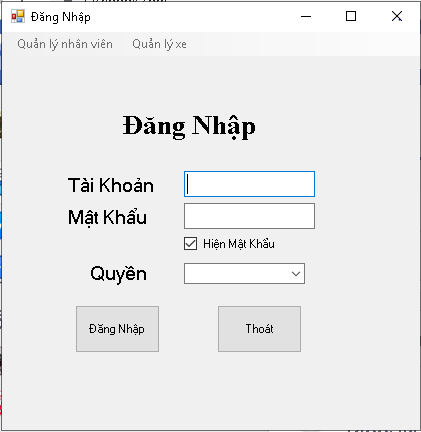 Đăng Nhập
Quản lý nhân viên Quản lý xe
Đăng Nhập
Tài Khoản
Mật Khẩu
Hiện Mật Khẩu
Quyền
Đăng Nhập Thoát